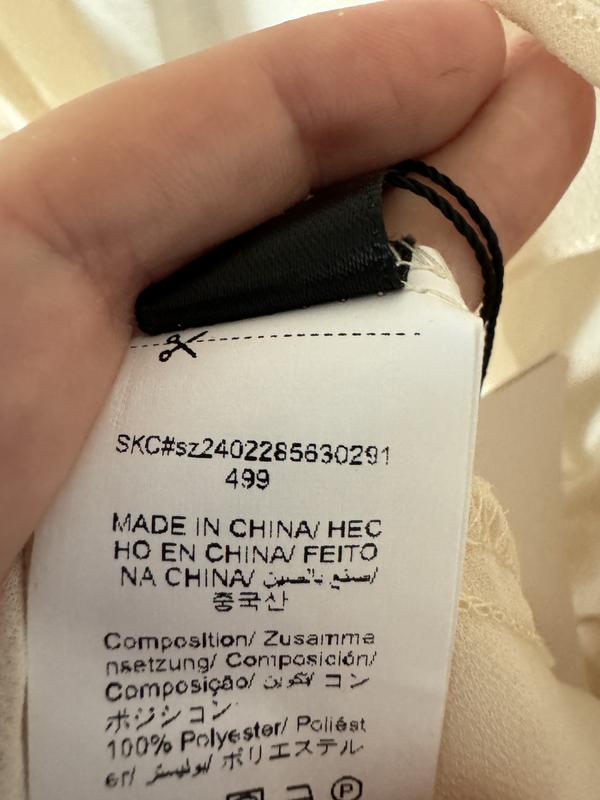 SKC#sz2402285630291
499
MADE IN CHINA/ HEC
HO EN CHINA/ FEITO
NA CHINA/ صنع بالصين/
중국산
Composition/ Zusamme
nsetzung/ Composición/
Composição/ تكوين/ コン
ポジション
100% Polyester/ Poliést
er/ بوليستر/ ポリエステル
P